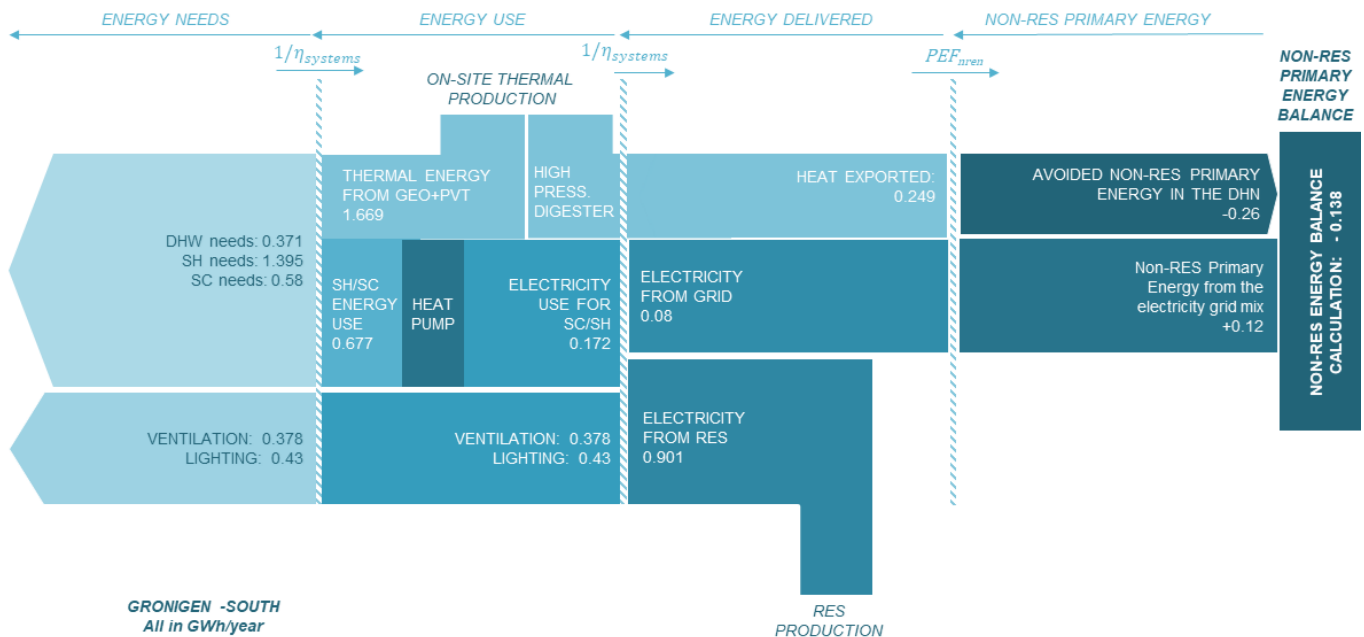 ENERGY NEEDS
ENERGY USE
ENERGY DELIVERED
NON-RES PRIMARY ENERGY
1/ηsystems
1/ηsystems
PEFnren
NON-RES
PRIMARY
ENERGY
BALANCE
ON-SITE THERMAL
PRODUCTION
THERMAL ENERGY
FROM GEO+PVT
1.669
HIGH
PRESS.
DIGESTER
HEAT EXPORTED:
0.249
AVOIDED NON-RES PRIMARY
ENERGY IN THE DHN
-0.26
DHW needs: 0.371
SH needs: 1.395
SC needs: 0.58
SH/SC
ENERGY
USE
0.677
HEAT
PUMP
ELECTRICITY
USE FOR
SC/SH
0.172
ELECTRICITY
FROM GRID
0.08
Non-RES Primary
Energy from the
electricity grid mix
+0.12
NON-RES ENERGY BALANCE
CALCULATION: - 0.138
VENTILATION: 0.378
LIGHTING: 0.43
VENTILATION: 0.378
LIGHTING: 0.43
ELECTRICITY
FROM RES
0.901
GRONIGEN -SOUTH
All in GWh/year
RES
PRODUCTION